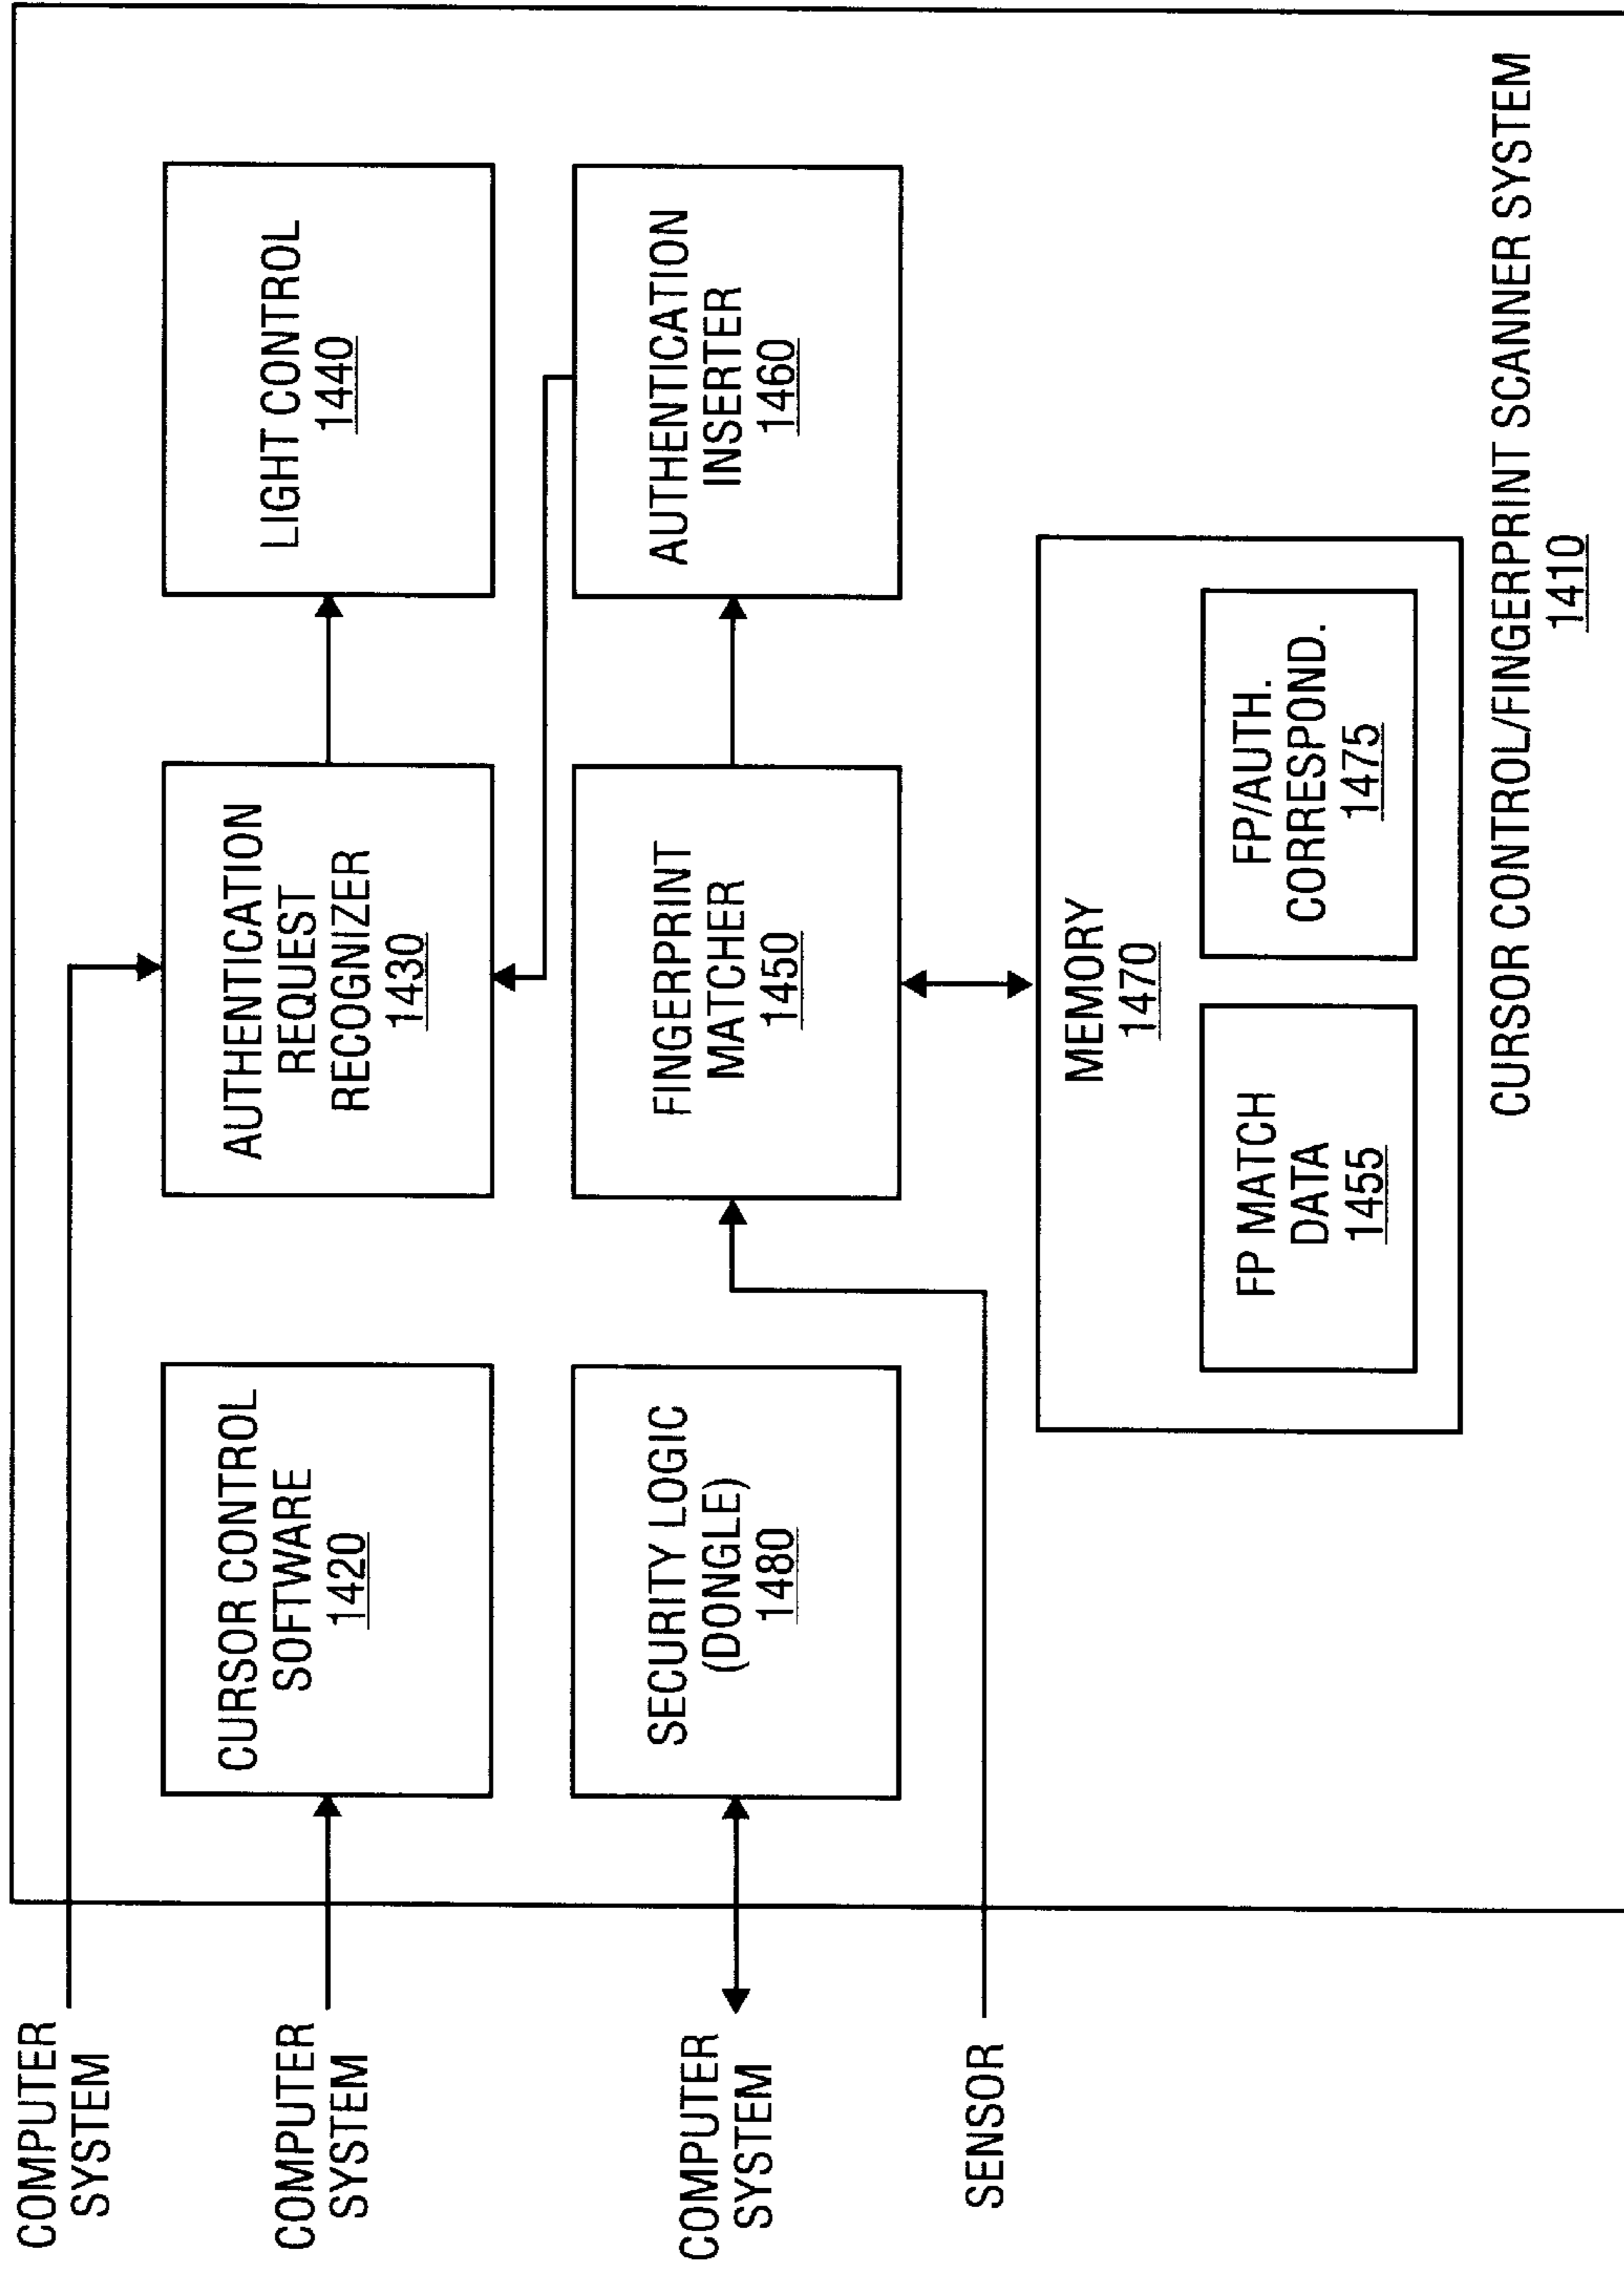 COMPUTER
SYSTEM
COMPUTER
SYSTEM
COMPUTER
SYSTEM
SENSOR
CURSOR CONTROL
SOFTWARE
1420
AUTHENTICATION
REQUEST
RECOGNIZER
1430
LIGHT CONTROL
1440
SECURITY LOGIC
(DONGLE)
1480
FINGERPRINT
MATCHER
1450
AUTHENTICATION
INSERTER
1460
MEMORY
1470
FP MATCH
DATA
1455
FP/AUTH.
CORRESPOND.
1475
CURSOR CONTROL/FINGERPRINT SCANNER SYSTEM
1410